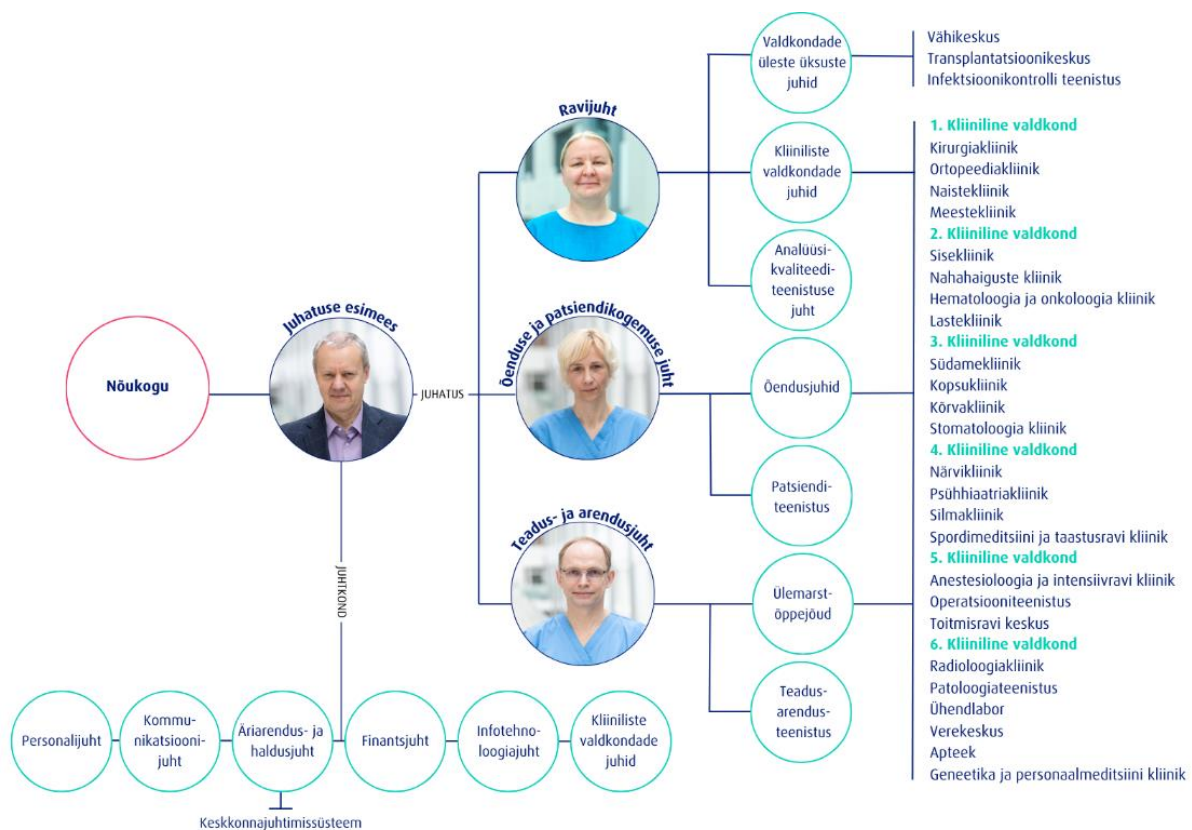 Nõukogu
Juhatuse esimees
JUHATUS
JUHTKOND
Ravijuht
Õenduse ja patsiendikogemuse juht
Teadus- ja arendusjuht
Valdkondade
üleste üksuste
juhid
Kliiniliste
valdkondade
juhid
Analüüsi-
kvaliteedi-
teenistuse
juht
Õendusjuhid
Patsiendi-
teenistus
Ülemarst-
õppejõud
Teadus-
arendus-
teenistus
Vähikeskus
Transplantatsioonikeskus
Infektsioonikontrolli teenistus
1. Kliiniline valdkond
Kirurgiakliinik
Ortopeediakliinik
Naistekliinik
Meestekliinik
2. Kliiniline valdkond
Sisekliinik
Nahahaiguste kliinik
Hematoloogia ja onkoloogia kliinik
Lastekliinik
3. Kliiniline valdkond
Südamekliinik
Kopsukliinik
Kõrvakliinik
Stomatoloogia kliinik
4. Kliiniline valdkond
Närvikliinik
Psühhiaatriakliinik
Silmakliinik
Spordimeditsiini ja taastusravi kliinik
5. Kliiniline valdkond
Anestesioloogia ja intensiivravi kliinik
Operatsiooniteenistus
Toitmisravi keskus
6. Kliiniline valdkond
Radioloogiakliinik
Patoloogiateenistus
Ühendlabor
Verekeskus
Apteek
Geneetika ja personaalmeditsiini kliinik
Personalijuht
Kommu-
nikatsiooni-
juht
Äriarendus- ja
haldusjuht
Finantsjuht
Infotehno-
loogiajuht
Kliiniliste
valdkondade
juhid
Keskkonnajuhtimissüsteem